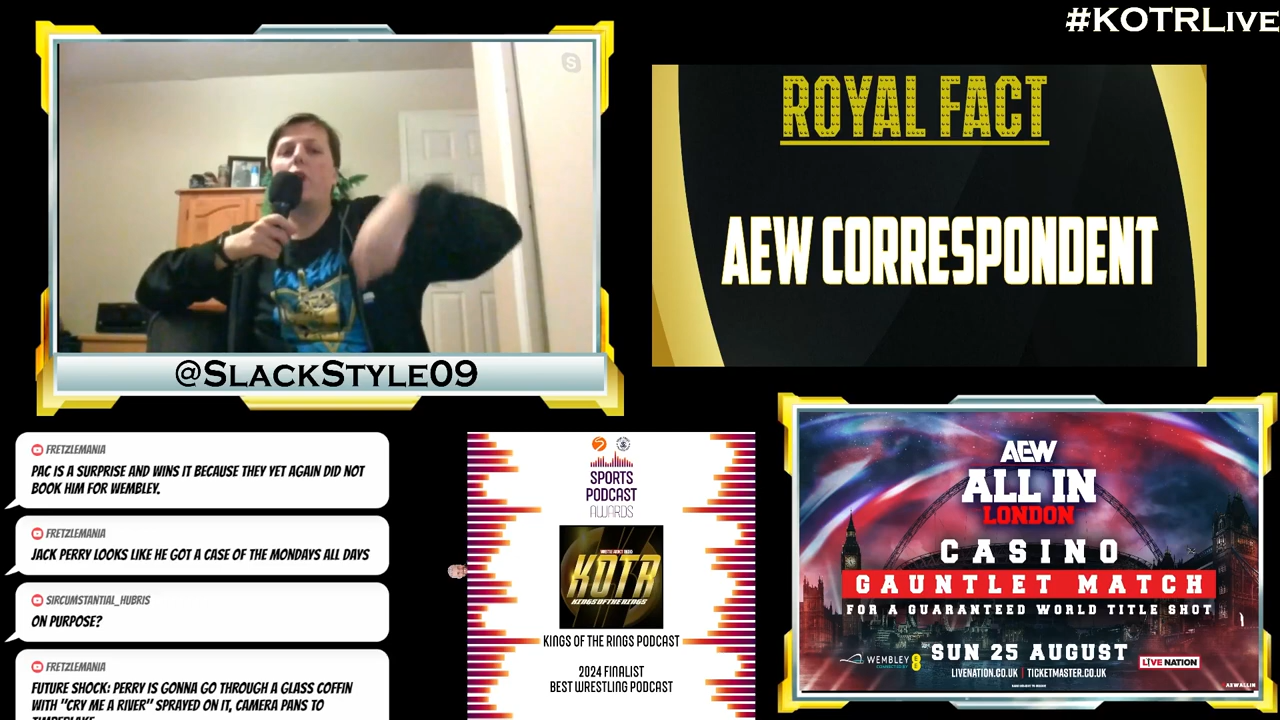 #KOTRLIVE
ROYAL FACT
AEW CORRESPONDENT
@SLACKSTYLE09
FRETZLEMANIA
PAC IS A SURPRISE AND WINS IT BECAUSE THEY YET AGAIN DID NOT
BOOK HIM FOR WEMBLEY.
FRETZLEMANIA
JACK PERRY LOOKS LIKE HE GOT A CASE OF THE MONDAYS ALL DAYS
SIRCUMSTANTIAL_HUBRIS
ON PURPOSE?
FRETZLEMANIA
FUTURE SHOCK: PERRY IS GONNA GO THROUGH A GLASS COFFIN
WITH "CRY ME A RIVER" SPRAYED ON IT, CAMERA PANS TO
TIMBERLAKE
SPORTS
PODCAST
AWARDS
KOTR
KINGS OF THE RINGS
KINGS OF THE RINGS PODCAST
2024 FINALIST
BEST WRESTLING PODCAST
AEW
ALL IN
LONDON
CASINO
GAUNTLET MATCH
FOR A GUARANTEED WORLD TITLE SHOT
SUN 25 AUGUST
WEMBLEY
LIVENATION.CO.UK | TICKETMASTER.CO.UK
LIVE NATION
#AEWALLIN